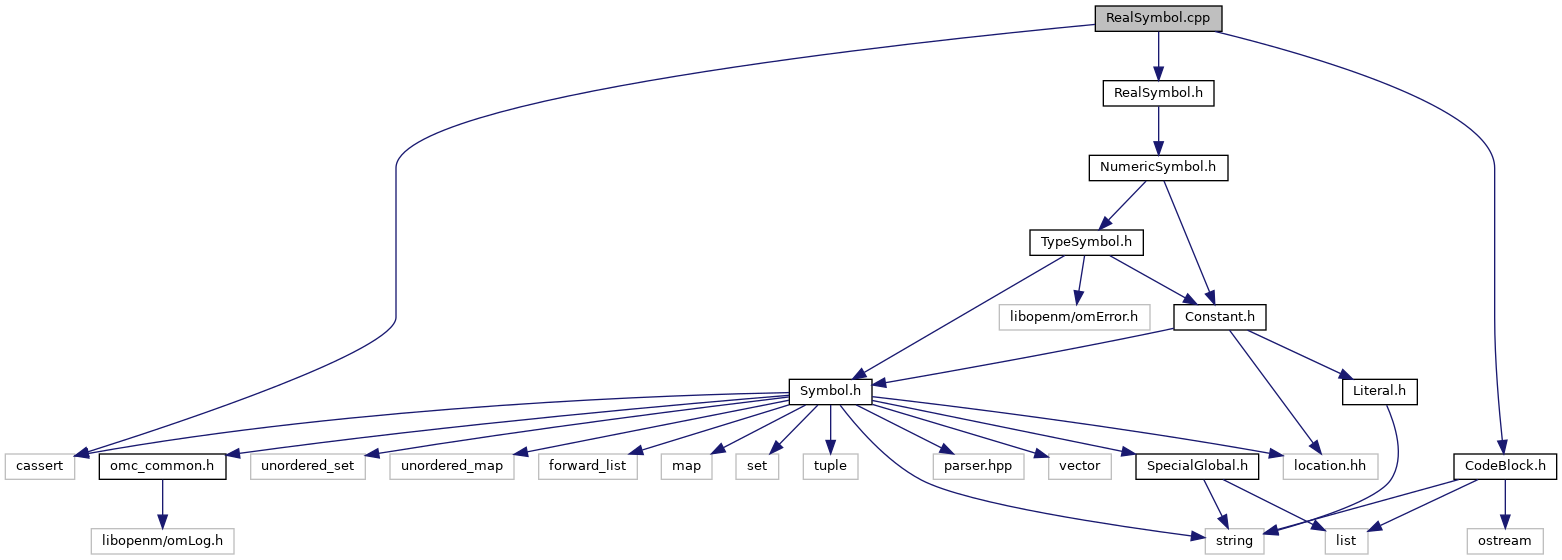 RealSymbol.cpp
RealSymbol.h
NumericSymbol.h
TypeSymbol.h
libopenm/omError.h
Constant.h
Symbol.h
Literal.h
cassert
omc_common.h
unordered_set
unordered_map
forward_list
map
set
tuple
parser.hpp
vector
SpecialGlobal.h
location.hh
CodeBlock.h
libopenm/omLog.h
string
list
ostream